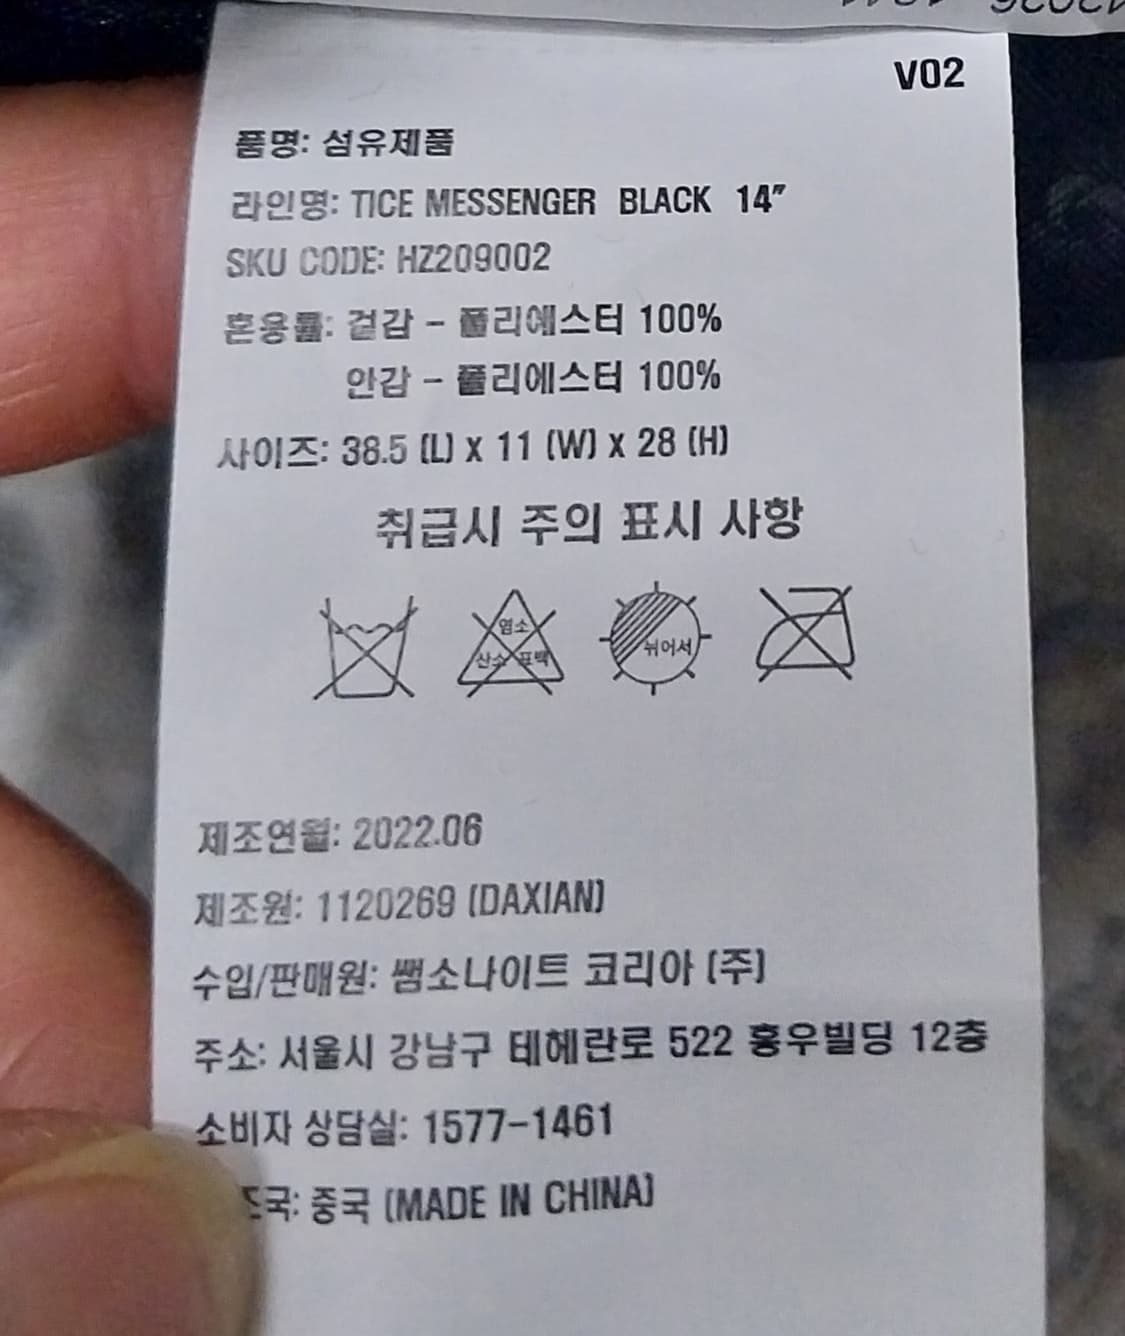 V02
품명: 섬유제품
라인명: TICE MESSENGER BLACK 14″
SKU CODE: HZ209002
혼용률: 겉감 - 폴리에스터 100%
안감 - 폴리에스터 100%
사이즈: 38.5 (L) x 11 (W) x 28 (H)
취급시 주의 표시 사항
염소
산소 표백
뉘어서
제조연월: 2022.06
제조원: 1120269 (DAXIAN)
수입/판매원: 쌤소나이트 코리아 (주)
주소: 서울시 강남구 테헤란로 522 홍우빌딩 12층
소비자 상담실: 1577-1461
조국: 중국 (MADE IN CHINA)